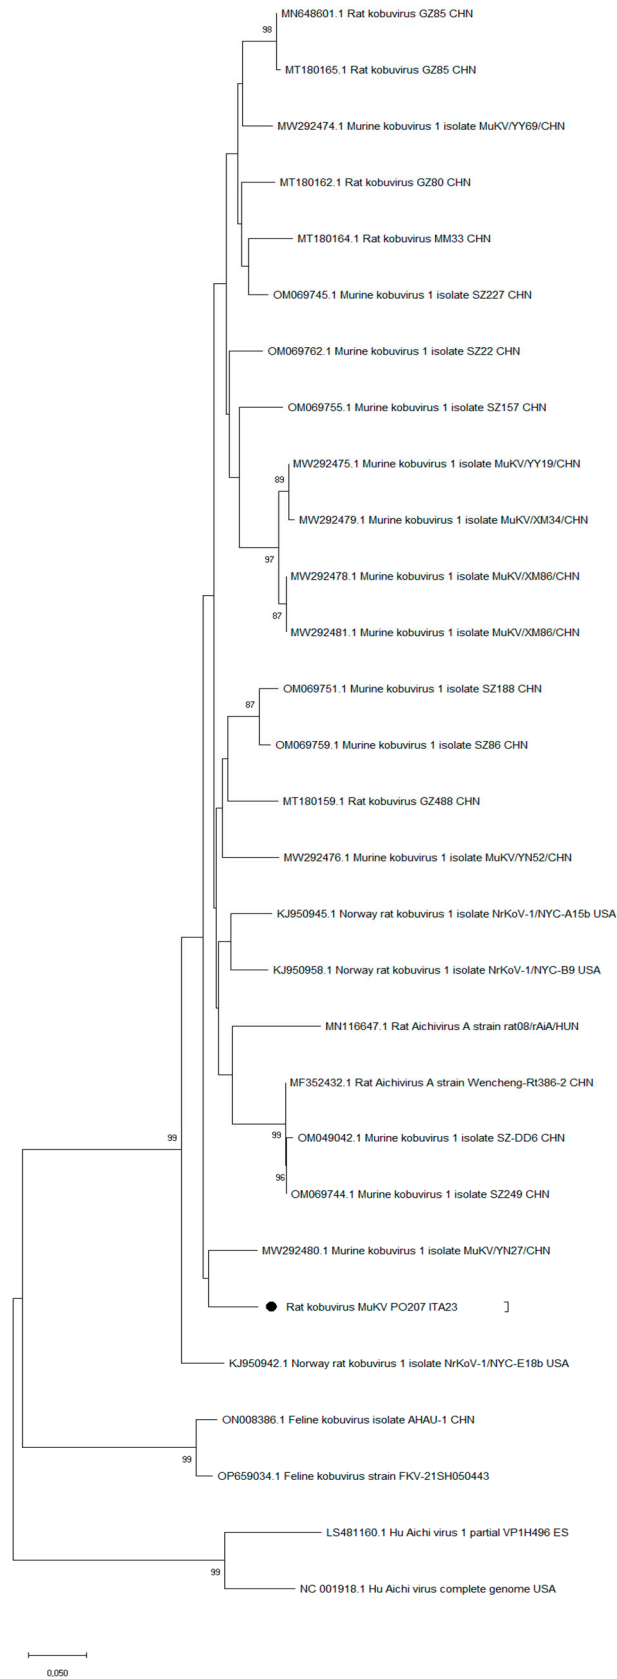 MN648601.1 Rat kobuvirus GZ85 CHN
98
MT180165.1 Rat kobuvirus GZ85 CHN
MW292474.1 Murine kobuvirus 1 isolate MuKV/YY69/CHN
MT180162.1 Rat kobuvirus GZ80 CHN
MT180164.1 Rat kobuvirus MM33 CHN
OM069745.1 Murine kobuvirus 1 isolate SZ227 CHN
OM069762.1 Murine kobuvirus 1 isolate SZ22 CHN
OM069755.1 Murine kobuvirus 1 isolate SZ157 CHN
MW292475.1 Murine kobuvirus 1 isolate MuKV/YY19/CHN
89
MW292479.1 Murine kobuvirus 1 isolate MuKV/XM34/CHN
97
MW292478.1 Murine kobuvirus 1 isolate MuKV/XM86/CHN
87
MW292481.1 Murine kobuvirus 1 isolate MuKV/XM86/CHN
OM069751.1 Murine kobuvirus 1 isolate SZ188 CHN
87
OM069759.1 Murine kobuvirus 1 isolate SZ86 CHN
MT180159.1 Rat kobuvirus GZ488 CHN
MW292476.1 Murine kobuvirus 1 isolate MuKV/YN52/CHN
KJ950945.1 Norway rat kobuvirus 1 isolate NrKoV-1/NYC-A15b USA
KJ950958.1 Norway rat kobuvirus 1 isolate NrKoV-1/NYC-B9 USA
MN116647.1 Rat Aichivirus A strain rat08/rAiA/HUN
MF352432.1 Rat Aichivirus A strain Wencheng-Rt386-2 CHN
99
99
OM049042.1 Murine kobuvirus 1 isolate SZ-DD6 CHN
96
OM069744.1 Murine kobuvirus 1 isolate SZ249 CHN
MW292480.1 Murine kobuvirus 1 isolate MuKV/YN27/CHN
Rat kobuvirus MuKV PO207 ITA23
KJ950942.1 Norway rat kobuvirus 1 isolate NrKoV-1/NYC-E18b USA
ON008386.1 Feline kobuvirus isolate AHAU-1 CHN
99
OP659034.1 Feline kobuvirus strain FKV-21SH050443
LS481160.1 Hu Aichi virus 1 partial VP1H496 ES
99
NC 001918.1 Hu Aichi virus complete genome USA
0,050